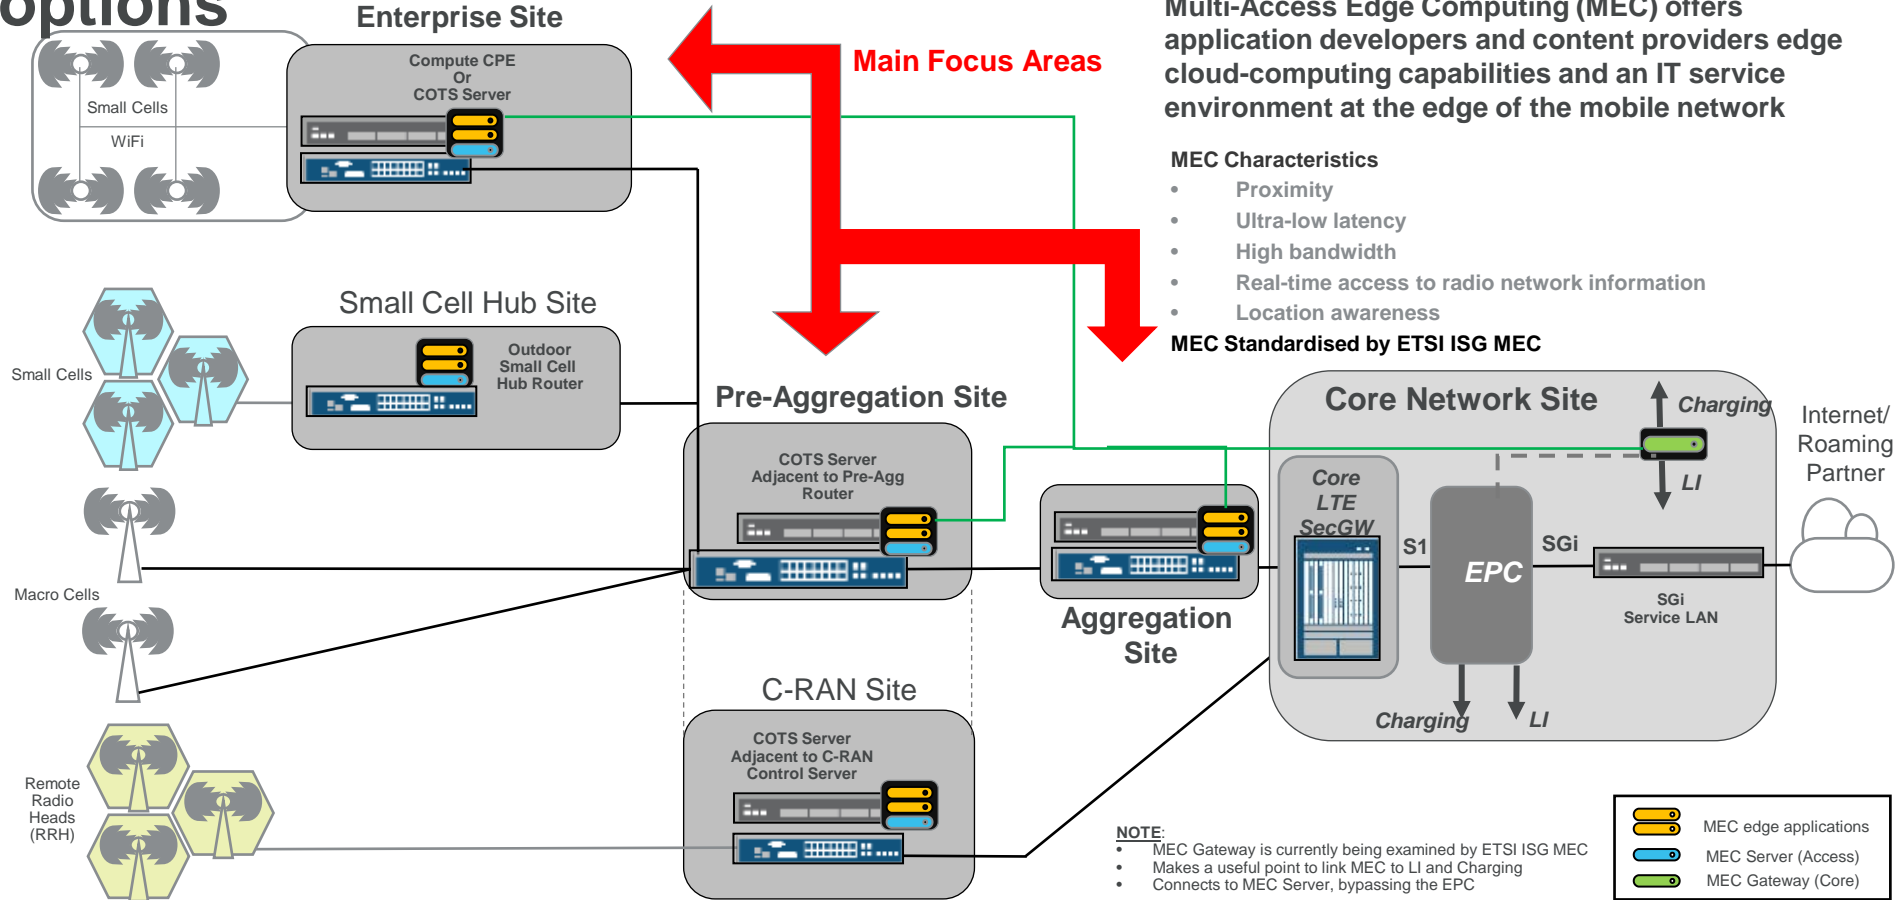 options
Enterprise Site
Compute CPE
Or
COTS Server
Small Cells
WiFi
Main Focus Areas
Multi-Access Edge Computing (MEC) offers
application developers and content providers edge
cloud-computing capabilities and an IT service
environment at the edge of the mobile network
MEC Characteristics
• Proximity
• Ultra-low latency
• High bandwidth
• Real-time access to radio network information
• Location awareness
MEC Standardised by ETSI ISG MEC
Small Cell Hub Site
Outdoor
Small Cell
Hub Router
Small Cells
Pre-Aggregation Site
COTS Server
Adjacent to Pre-Agg
Router
Core Network Site
Charging
LI
Internet/
Roaming
Partner
Core
LTE
SecGW
S1
EPC
SGi
SGi
Service LAN
Charging
LI
Macro Cells
Aggregation
Site
C-RAN Site
COTS Server
Adjacent to C-RAN
Control Server
Remote
Radio
Heads
(RRH)
NOTE:
• MEC Gateway is currently being examined by ETSI ISG MEC
• Makes a useful point to link MEC to LI and Charging
• Connects to MEC Server, bypassing the EPC
MEC edge applications
MEC Server (Access)
MEC Gateway (Core)